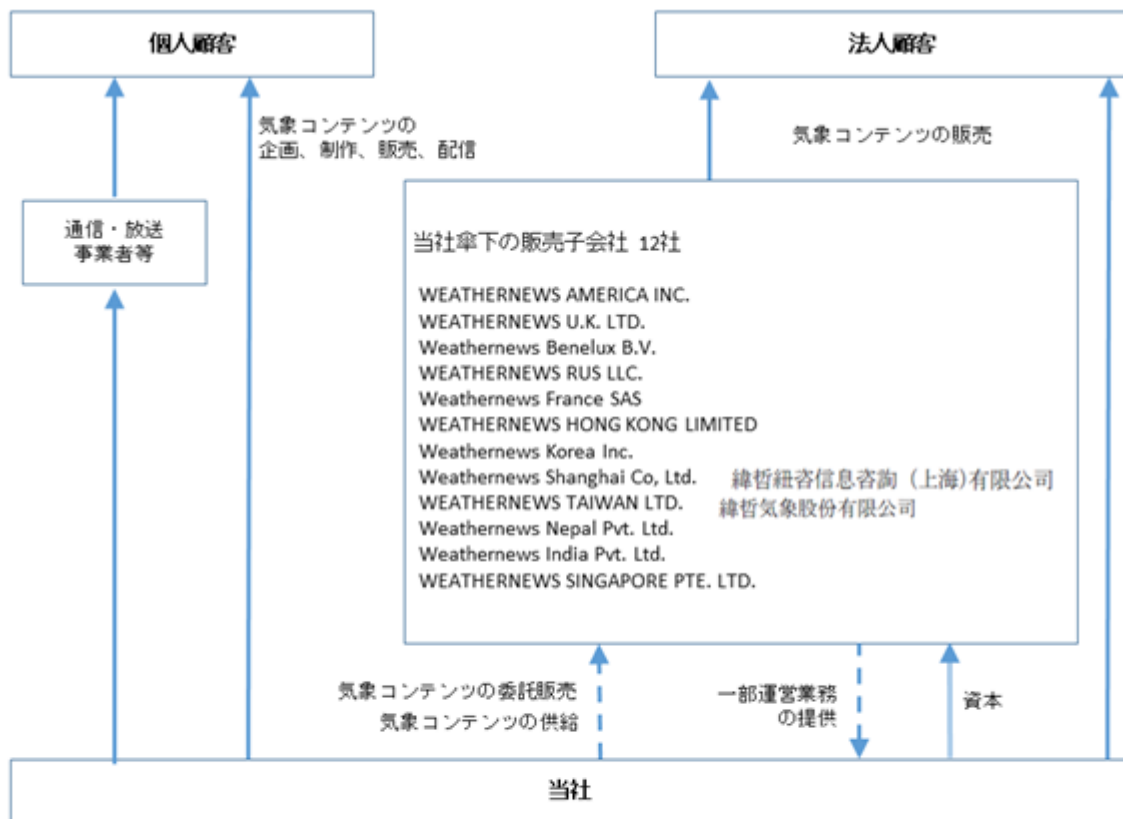 個人顧客
法人顧客
気象コンテンツの
企画、制作、販売、配信
気象コンテンツの販売
通信・放送
事業者等
当社傘下の販売子会社 12社
WEATHERNEWS AMERICA INC.
WEATHERNEWS U.K. LTD.
Weathernews Benelux B.V.
WEATHERNEWS RUS LLC.
Weathernews France SAS
WEATHERNEWS HONG KONG LIMITED
Weathernews Korea Inc.
Weathernews Shanghai Co, Ltd. 緯哲紐咨信息咨詢 (上海)有限公司
WEATHERNEWS TAIWAN LTD. 緯哲気象股份有限公司
Weathernews Nepal Pvt. Ltd.
Weathernews India Pvt. Ltd.
WEATHERNEWS SINGAPORE PTE. LTD.
気象コンテンツの委託販売
気象コンテンツの供給
一部運営業務
の提供
資本
当社